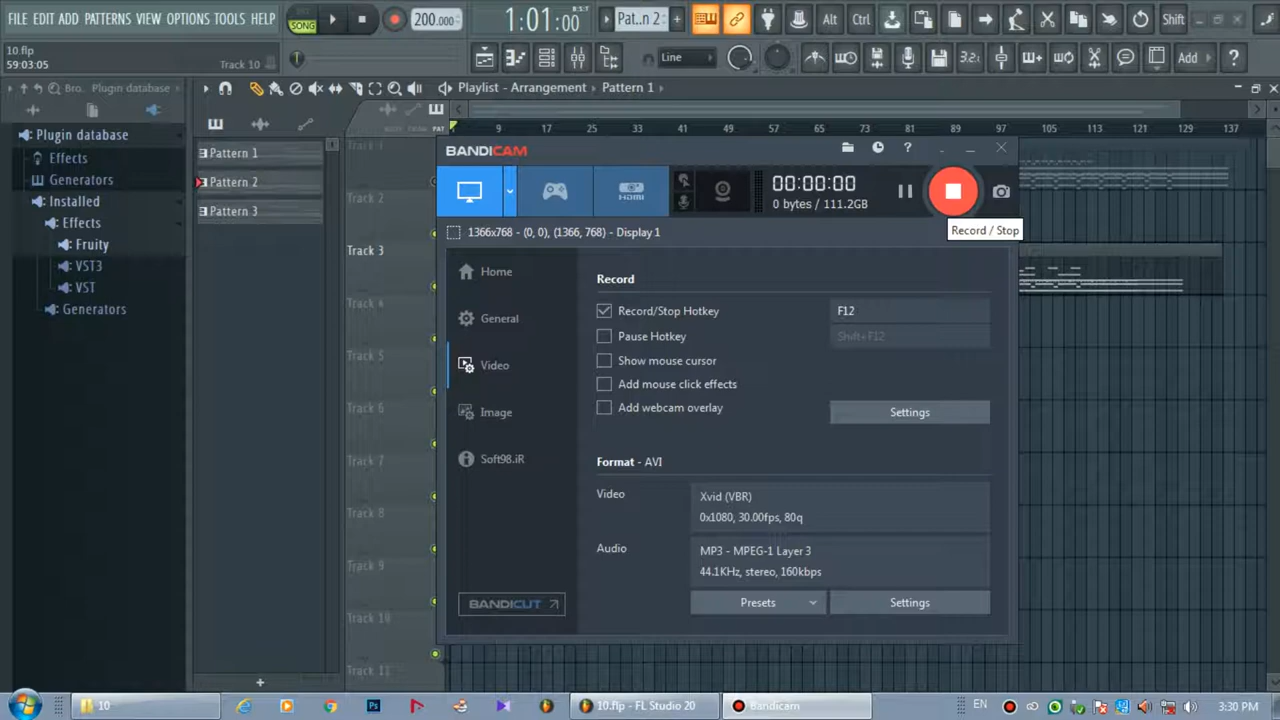 FILE EDIT ADD PATTERNS VIEW OPTIONS TOOLS HELP
SONG
200.000
1:01:00
Pat..n 2
Alt
Ctrl
Shift
10.flp
59:03:05
Track 10
Line
3.2
Add
?
Bro..
Plugin database
Playlist - Arrangement
Pattern 1
PAT
9 17 25 33 41 49 57 65 73 81 89 97 105 113 121 129 137
Plugin database
Effects
Generators
Installed
Effects
Fruity
VST3
VST
Generators
Pattern 1
Pattern 2
Pattern 3
Track 1
Track 2
Track 3
Track 4
Track 5
Track 6
Track 7
Track 8
Track 9
Track 10
Track 11
BANDICAM
?
HDMI
00:00:00
0 bytes / 111.2GB
Record / Stop
1366x768 - (0, 0), (1366, 768) - Display 1
Home
General
Video
Image
Soft98.iR
BANDICUT
Record
Record/Stop Hotkey
F12
Pause Hotkey
Shift+F12
Show mouse cursor
Add mouse click effects
Add webcam overlay
Settings
Format - AVI
Video
Xvid (VBR)
0x1080, 30.00fps, 80q
Audio
MP3 - MPEG-1 Layer 3
44.1KHz, stereo, 160kbps
Presets
Settings
10
Ps
10.flp - FL Studio 20
Bandicam
EN
3:30 PM